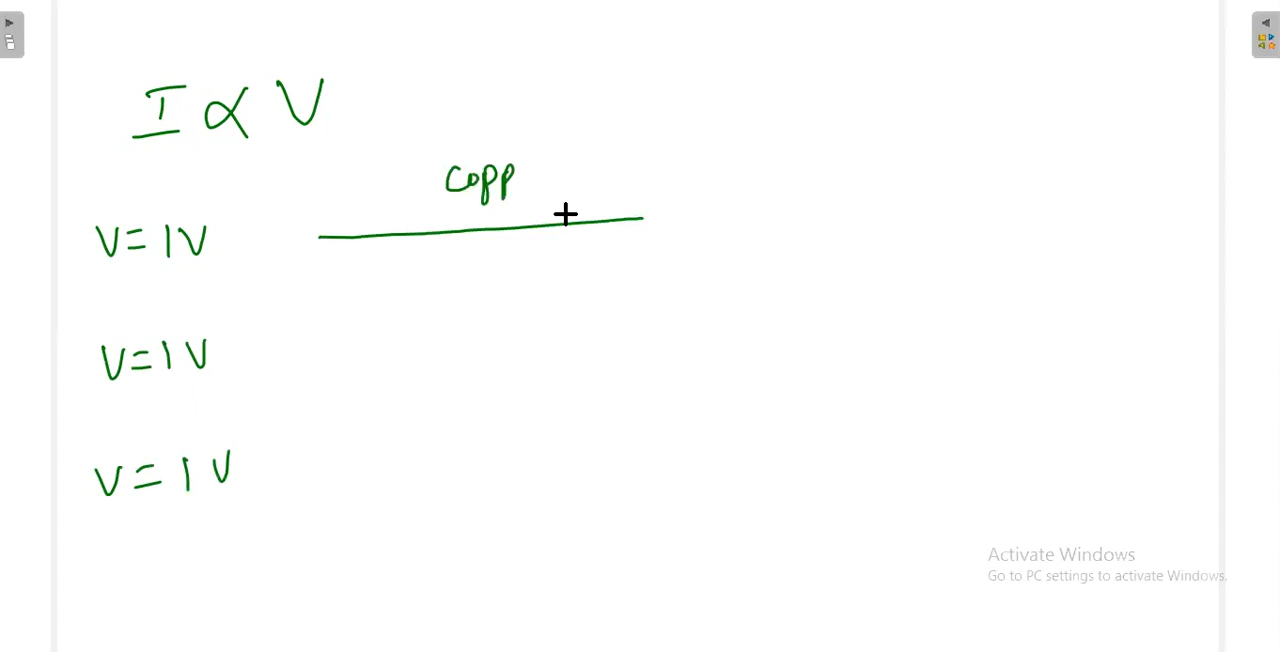 I ∝ V
Copp
V = 1V
V = 1V
V = 1V
Activate Windows
Go to PC settings to activate Windows.